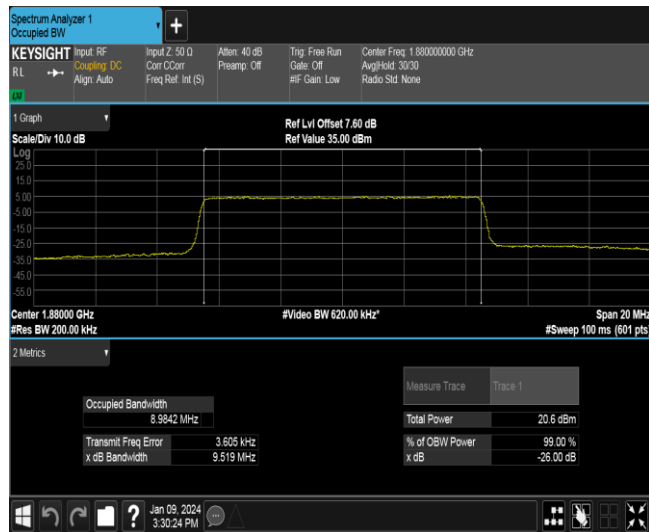 Spectrum Analyzer 1
Occupied BW
KEYSIGHT Input: RF Input Z: 50 Ω Atten: 40 dB Trig: Free Run Center Freq: 1.880000000 GHz
RL Coupling: DC Corr CCorr Preamp: Off Gate: Off Avg|Hold: 30/30
Align: Auto Freq Ref: Int (S) #IF Gain: Low Radio Std: None
1 Graph
Scale/Div 10.0 dB
Ref Lvl Offset 7.60 dB
Ref Value 35.00 dBm
Log
25.0
15.0
5.00
-5.00
-15.0
-25.0
-35.0
-45.0
-55.0
Center 1.88000 GHz #Video BW 620.00 kHz* Span 20 MHz
#Res BW 200.00 kHz #Sweep 100 ms (601 pts)
2 Metrics
Measure Trace Trace 1
Occupied Bandwidth
8.9842 MHz
Total Power 20.6 dBm
Transmit Freq Error 3.605 kHz % of OBW Power 99.00 %
x dB Bandwidth 9.519 MHz x dB -26.00 dB
Jan 09, 2024
3:30:24 PM